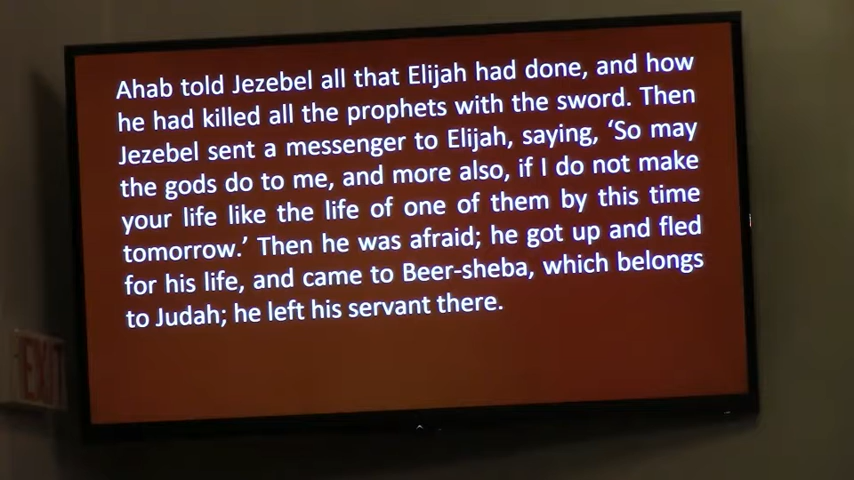 Ahab told Jezebel all that Elijah had done, and how
he had killed all the prophets with the sword. Then
Jezebel sent a messenger to Elijah, saying, ‘So may
the gods do to me, and more also, if I do not make
your life like the life of one of them by this time
tomorrow.’ Then he was afraid; he got up and fled
for his life, and came to Beer-sheba, which belongs
to Judah; he left his servant there.
EXIT